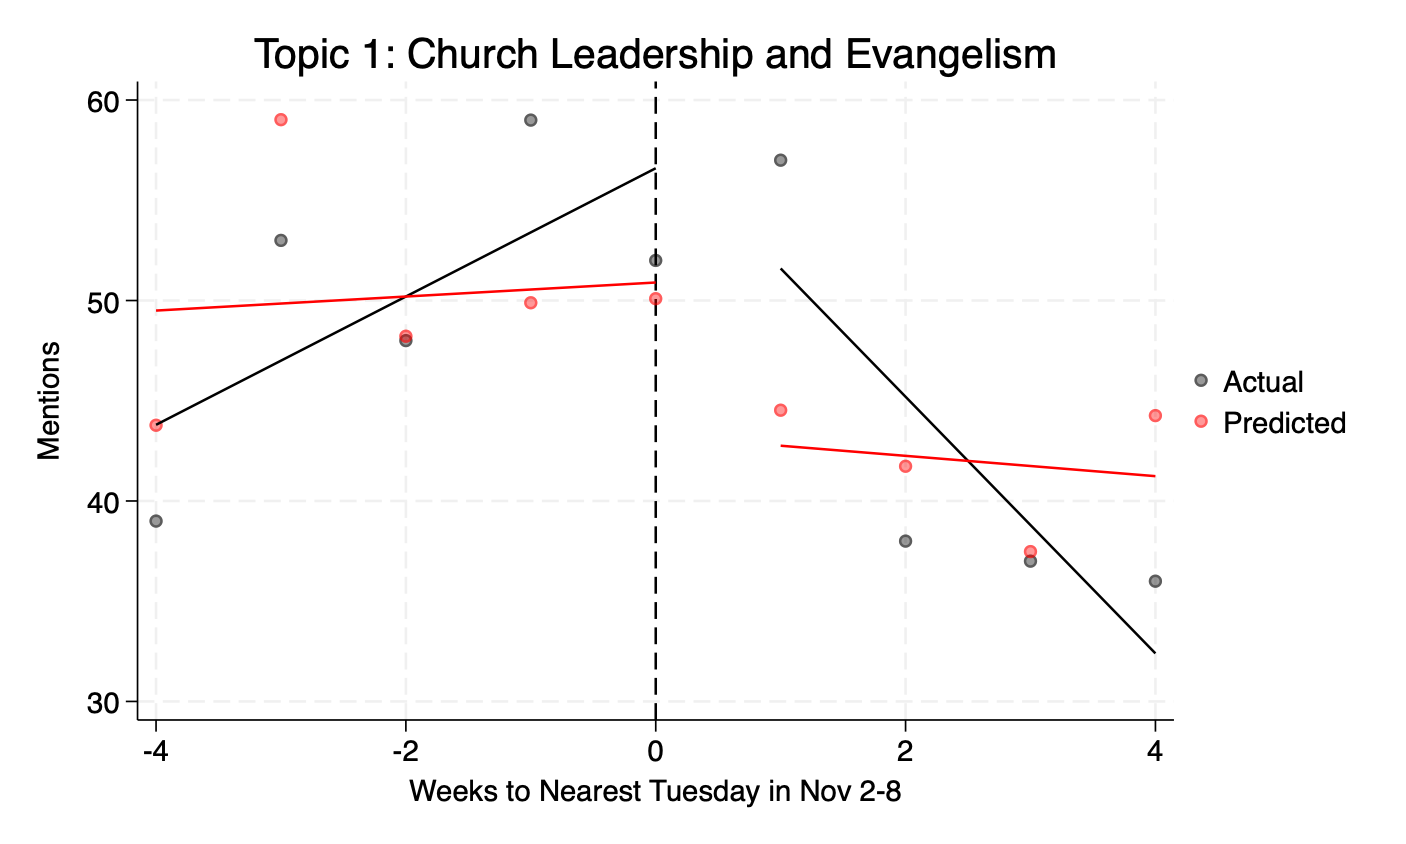 Topic 1: Church Leadership and Evangelism
60
50
40
30
Mentions
-4
-2
0
2
4
Weeks to Nearest Tuesday in Nov 2-8
Actual
Predicted